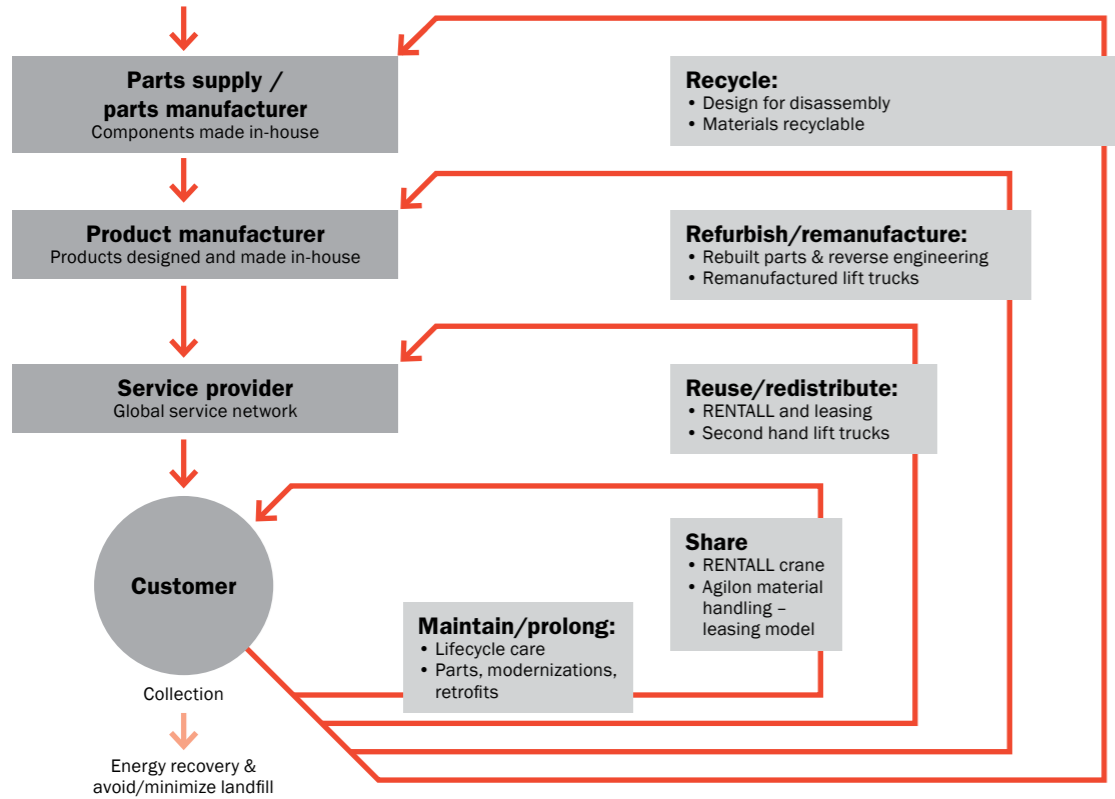 Parts supply /
parts manufacturer
Components made in-house
Recycle:
• Design for disassembly
• Materials recyclable
Product manufacturer
Products designed and made in-house
Refurbish/remanufacture:
• Rebuilt parts & reverse engineering
• Remanufactured lift trucks
Service provider
Global service network
Reuse/redistribute:
• RENTALL and leasing
• Second hand lift trucks
Customer
Share
• RENTALL crane
• Agilon material
handling –
leasing model
Maintain/prolong:
• Lifecycle care
• Parts, modernizations,
retrofits
Collection
Energy recovery &
avoid/minimize landfill